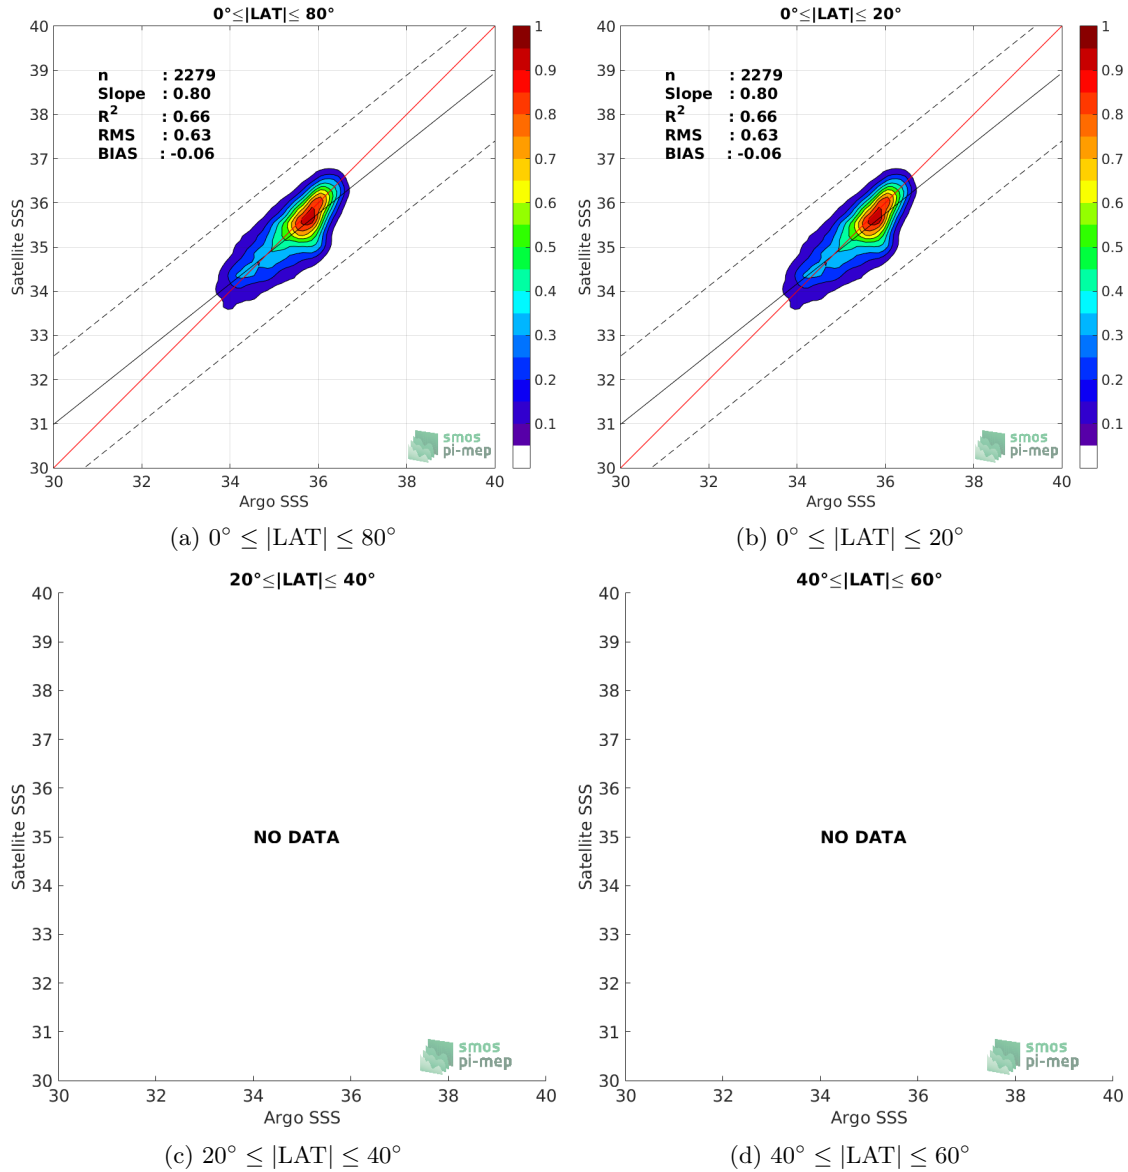 0°≤|LAT|≤ 80°
40
39
38
37
36
35
34
33
32
31
30
Satellite SSS
n : 2279
Slope : 0.80
R2 : 0.66
RMS : 0.63
BIAS : -0.06
smos
pi-mep
30 32 34 36 38 40
Argo SSS
1
0.9
0.8
0.7
0.6
0.5
0.4
0.3
0.2
0.1
(a) 0° ≤ |LAT| ≤ 80°
0°≤|LAT|≤ 20°
40
39
38
37
36
35
34
33
32
31
30
Satellite SSS
n : 2279
Slope : 0.80
R2 : 0.66
RMS : 0.63
BIAS : -0.06
smos
pi-mep
30 32 34 36 38 40
Argo SSS
1
0.9
0.8
0.7
0.6
0.5
0.4
0.3
0.2
0.1
(b) 0° ≤ |LAT| ≤ 20°
20°≤|LAT|≤ 40°
40
39
38
37
36
35
34
33
32
31
30
Satellite SSS
NO DATA
smos
pi-mep
30 32 34 36 38 40
Argo SSS
(c) 20° ≤ |LAT| ≤ 40°
40°≤|LAT|≤ 60°
40
39
38
37
36
35
34
33
32
31
30
Satellite SSS
NO DATA
smos
pi-mep
30 32 34 36 38 40
Argo SSS
(d) 40° ≤ |LAT| ≤ 60°